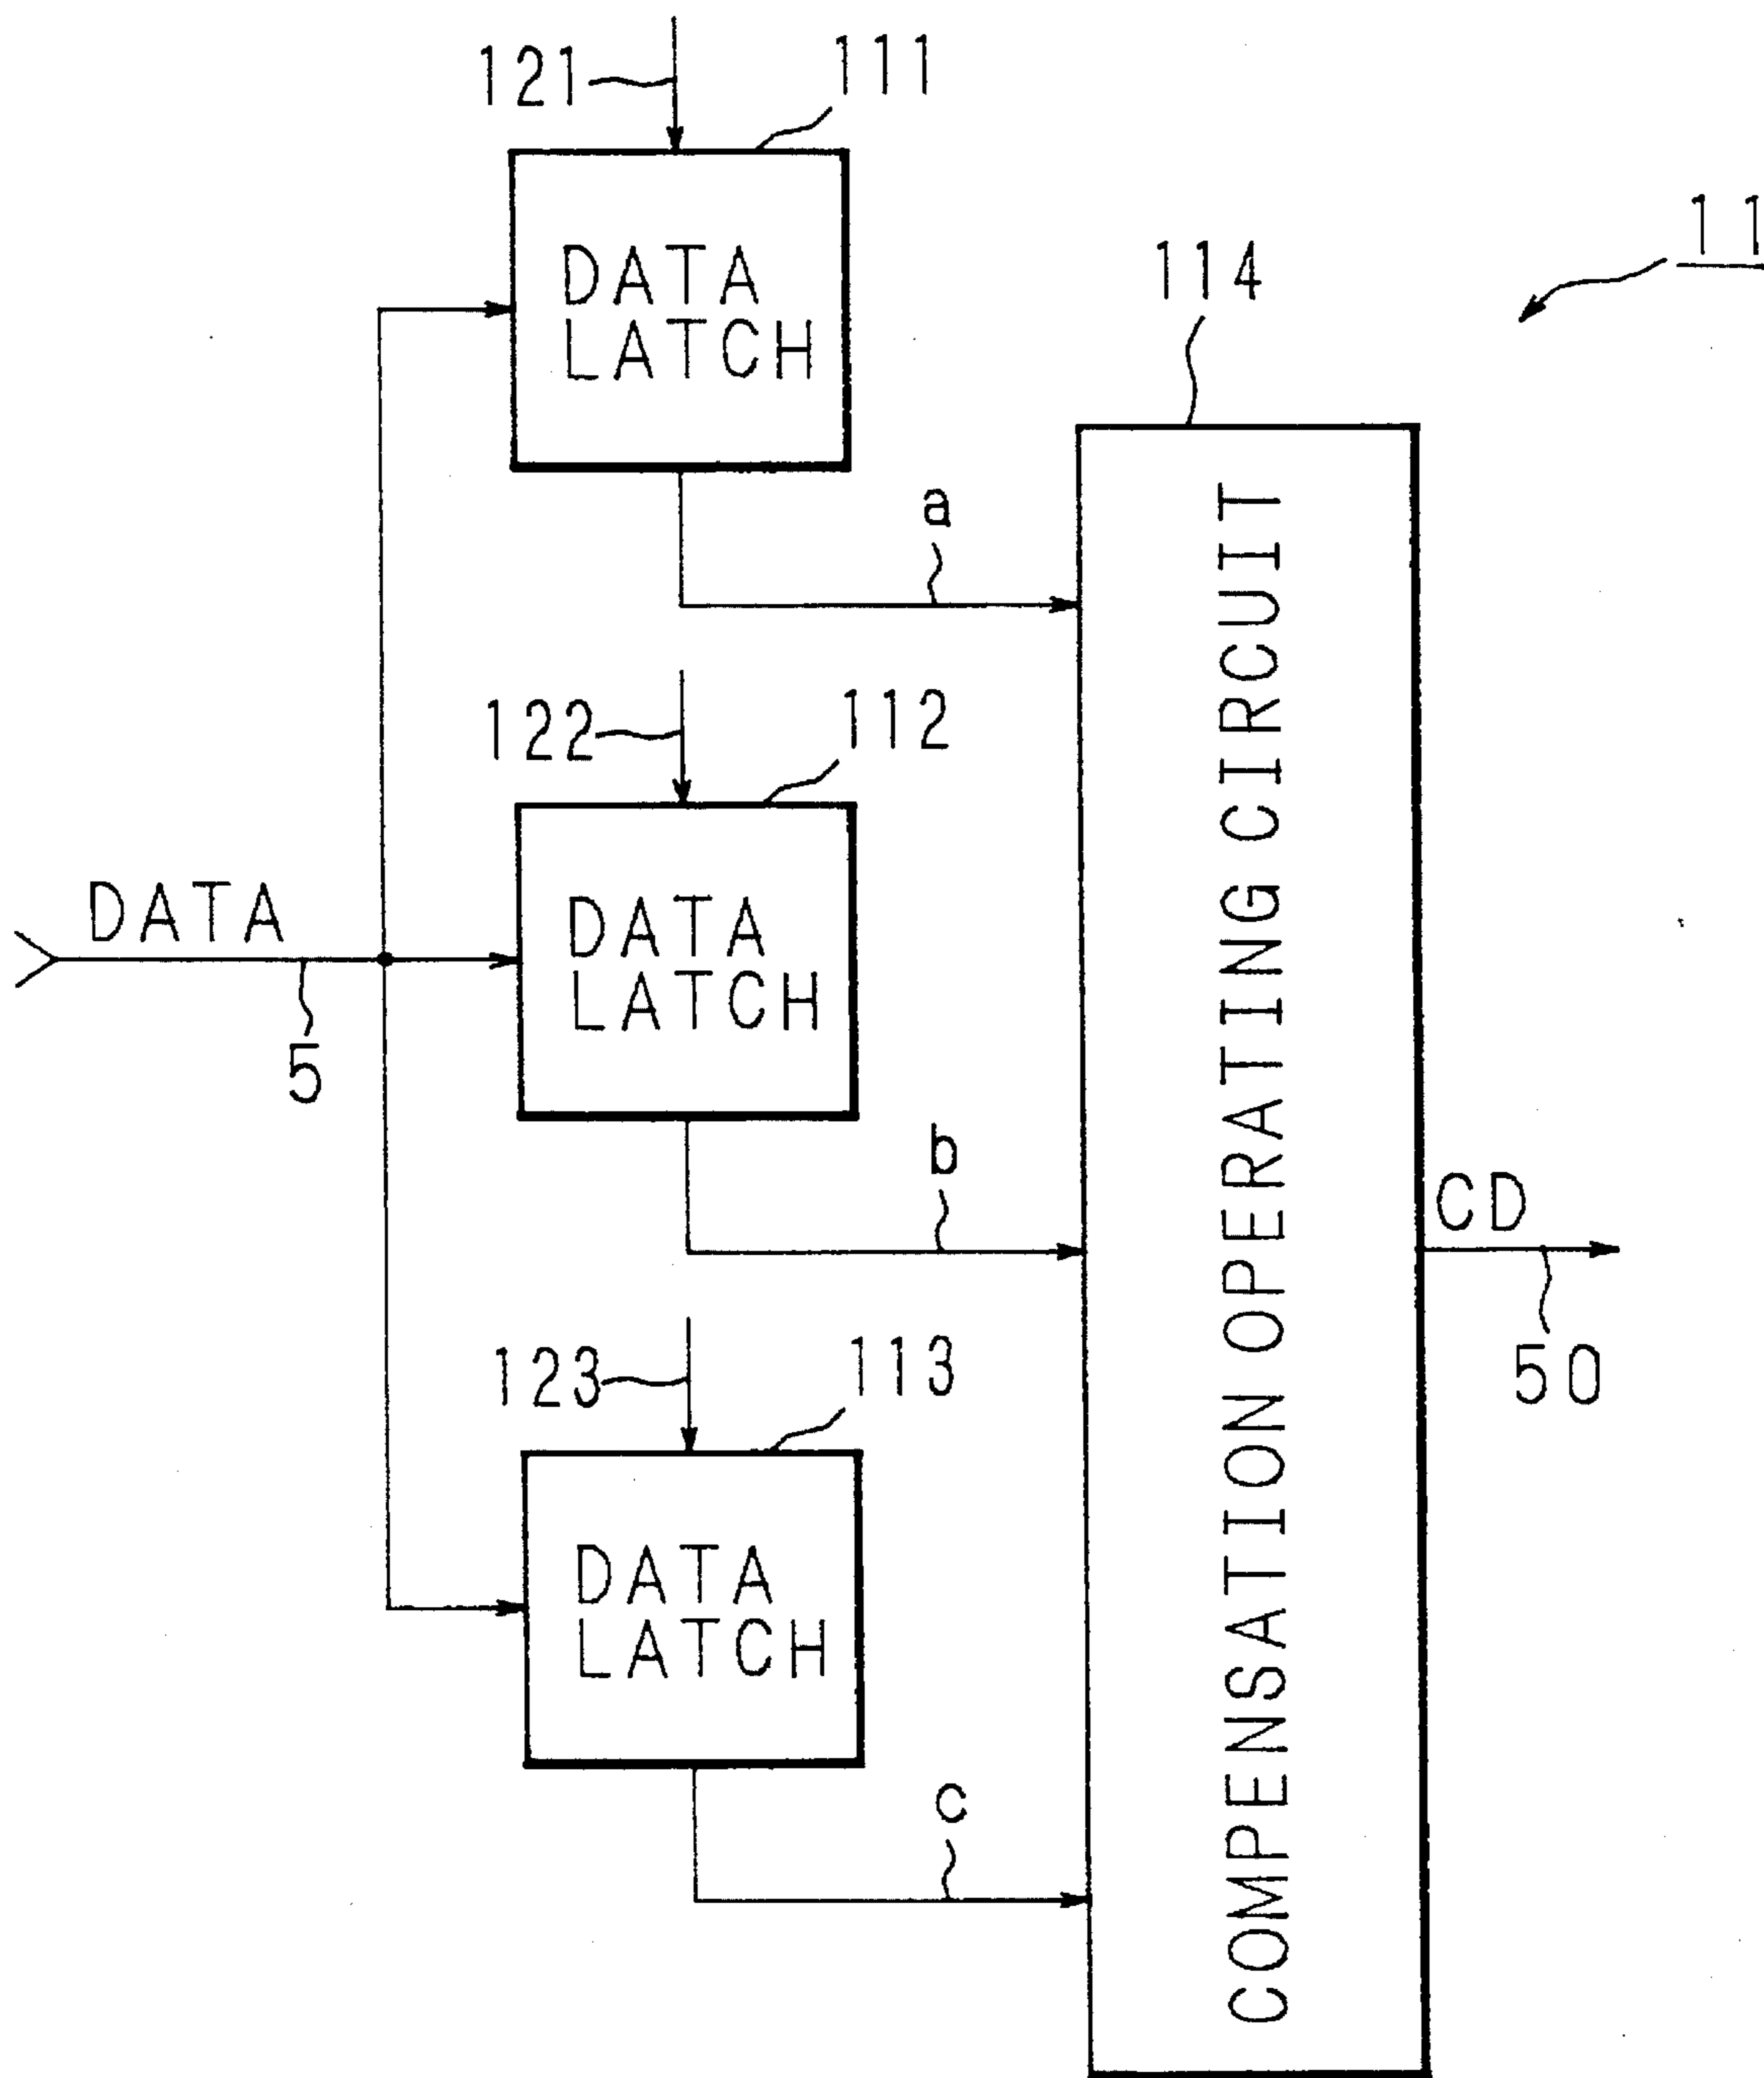 121
111
11
DATA
LATCH
114
a
122
112
DATA
DATA
LATCH
5
b
CD
50
123
113
DATA
LATCH
c
COMPENSATION OPERATING CIRCUIT